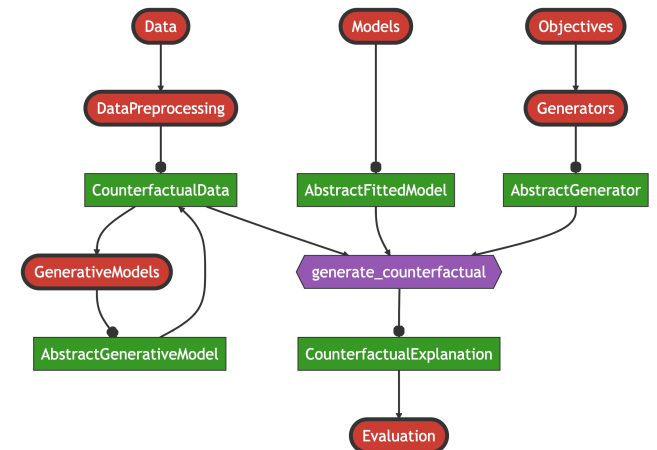 Data
Models
Objectives
DataPreprocessing
Generators
CounterfactualData
AbstractFittedModel
AbstractGenerator
GenerativeModels
generate_counterfactual
AbstractGenerativeModel
CounterfactualExplanation
Evaluation